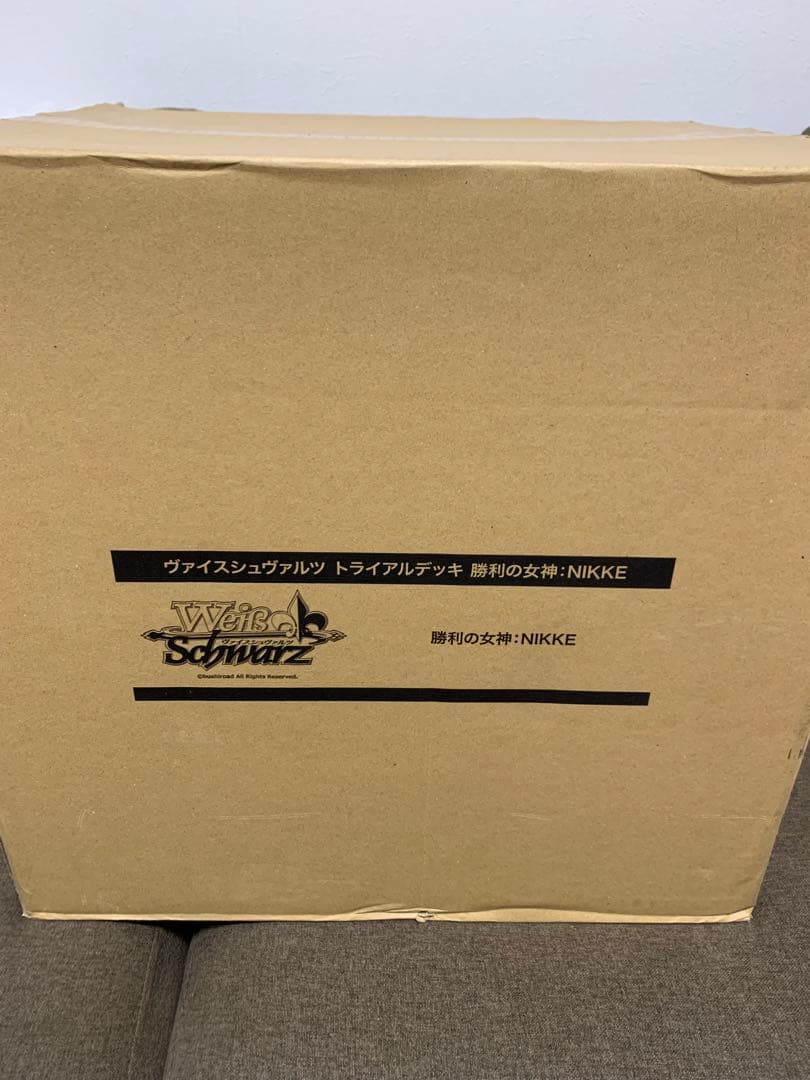 ヴァイスシュヴァルツ トライアルデッキ 勝利の女神:NIKKE
Weiß
ヴァイスシュヴァルツ
Schwarz
©bushiroad All Rights Reserved.
勝利の女神:NIKKE